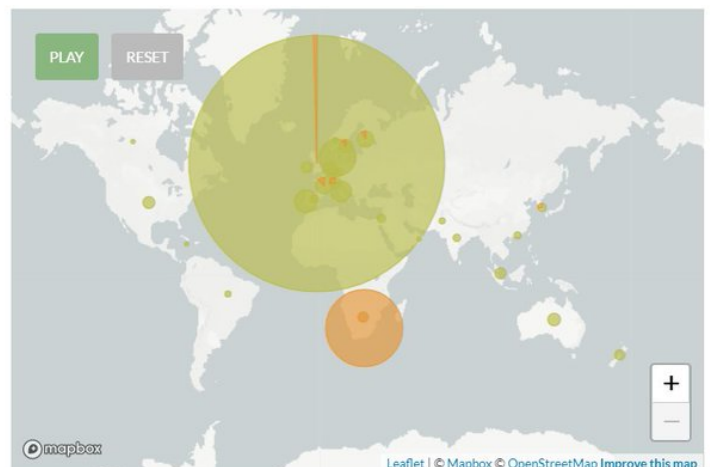 PLAY RESET
+
−
mapbox
Leaflet | © Mapbox © OpenStreetMap Improve this map